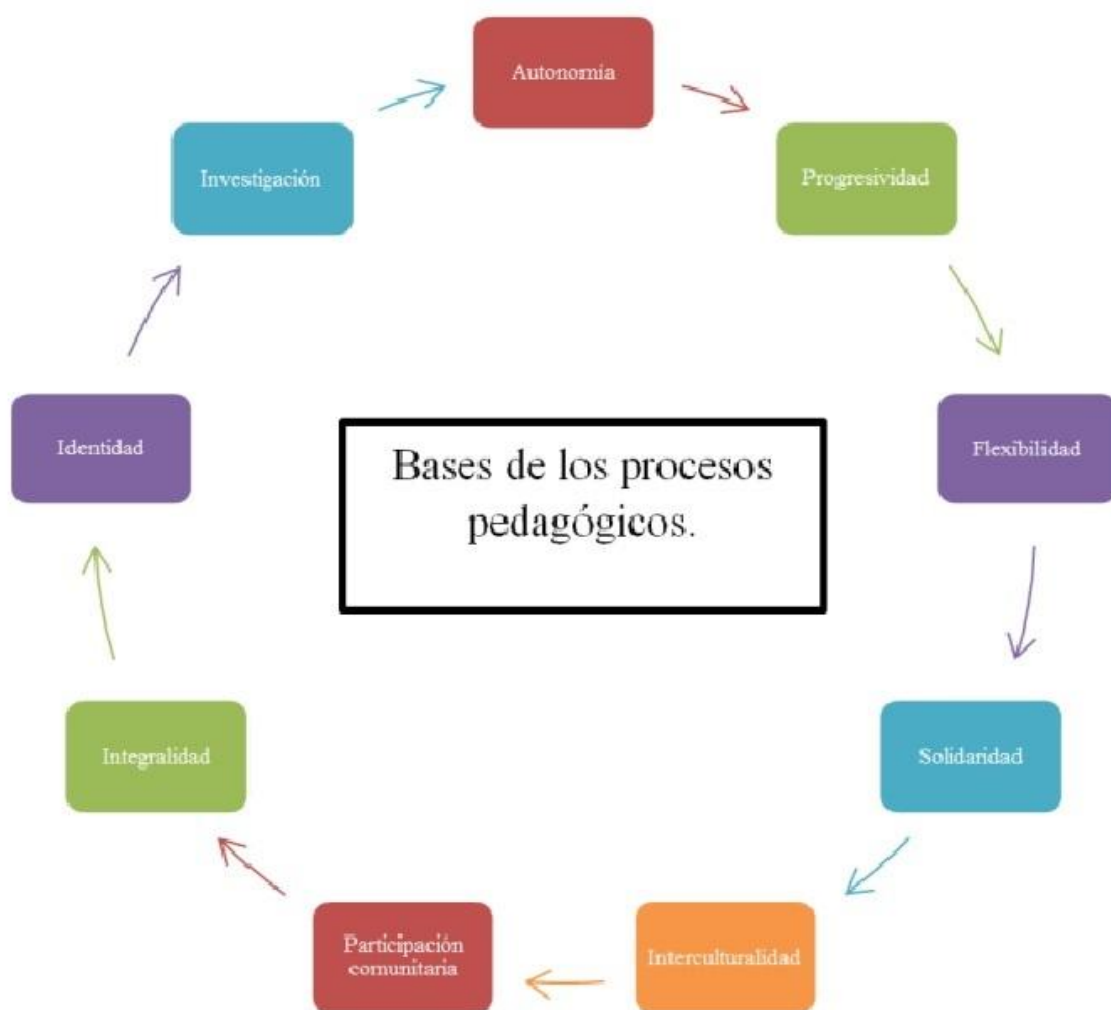 Autonomía
Progresividad
Flexibilidad
Solidaridad
Interculturalidad
Participación
comunitaria
Integralidad
Identidad
Investigación
Bases de los procesos
pedagógicos.